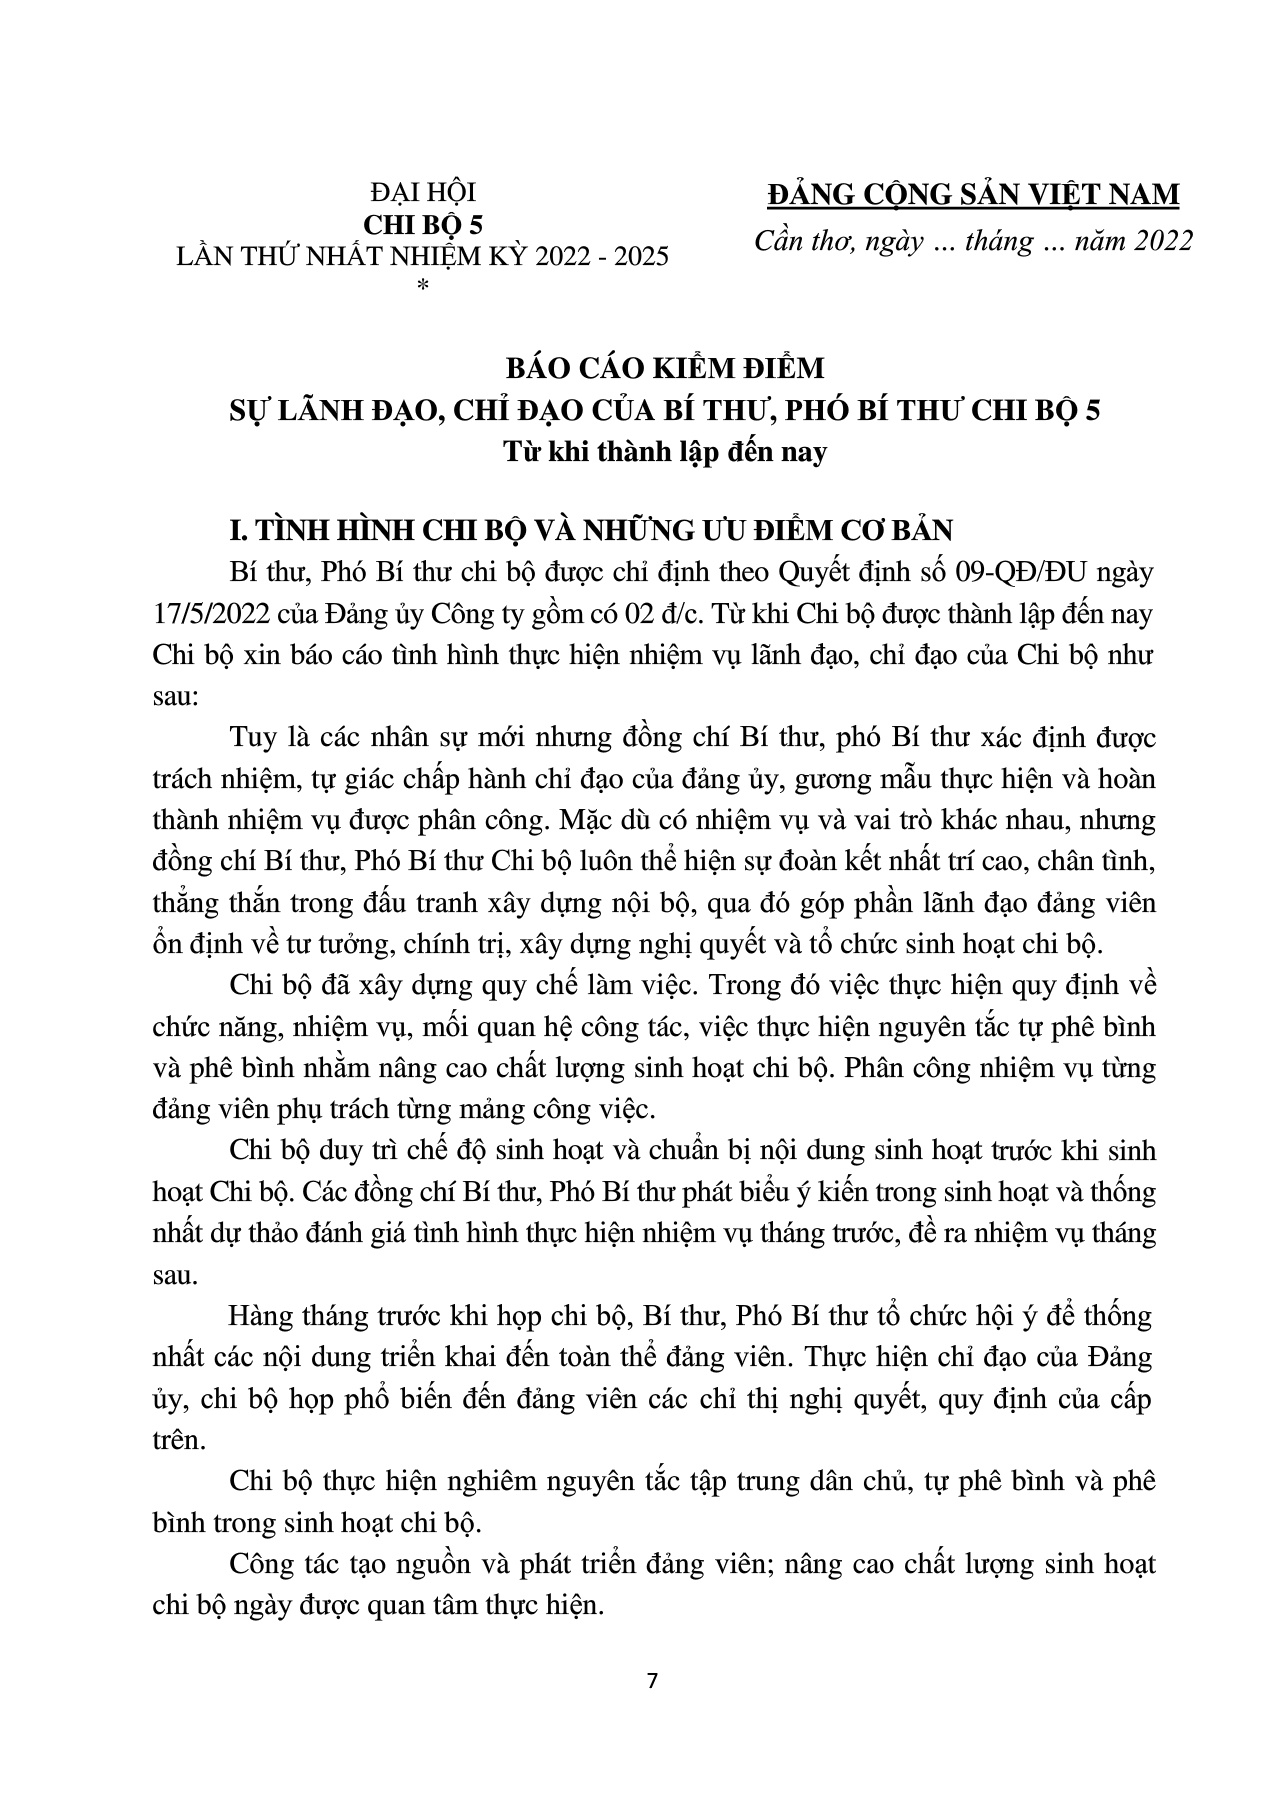 ĐẠI HỘI
CHI BỘ 5
LẦN THỨ NHẤT NHIỆM KỲ 2022 - 2025
*
ĐẢNG CỘNG SẢN VIỆT NAM
Cần thơ, ngày ... tháng ... năm 2022
BÁO CÁO KIỂM ĐIỂM
SỰ LÃNH ĐẠO, CHỈ ĐẠO CỦA BÍ THƯ, PHÓ BÍ THƯ CHI BỘ 5
Từ khi thành lập đến nay
I. TÌNH HÌNH CHI BỘ VÀ NHỮNG ƯU ĐIỂM CƠ BẢN
Bí thư, Phó Bí thư chi bộ được chỉ định theo Quyết định số 09-QĐ/ĐU ngày
17/5/2022 của Đảng ủy Công ty gồm có 02 đ/c. Từ khi Chi bộ được thành lập đến nay
Chi bộ xin báo cáo tình hình thực hiện nhiệm vụ lãnh đạo, chỉ đạo của Chi bộ như
sau:
Tuy là các nhân sự mới nhưng đồng chí Bí thư, phó Bí thư xác định được
trách nhiệm, tự giác chấp hành chỉ đạo của đảng ủy, gương mẫu thực hiện và hoàn
thành nhiệm vụ được phân công. Mặc dù có nhiệm vụ và vai trò khác nhau, nhưng
đồng chí Bí thư, Phó Bí thư Chi bộ luôn thể hiện sự đoàn kết nhất trí cao, chân tình,
thẳng thắn trong đấu tranh xây dựng nội bộ, qua đó góp phần lãnh đạo đảng viên
ổn định về tư tưởng, chính trị, xây dựng nghị quyết và tổ chức sinh hoạt chi bộ.
Chi bộ đã xây dựng quy chế làm việc. Trong đó việc thực hiện quy định về
chức năng, nhiệm vụ, mối quan hệ công tác, việc thực hiện nguyên tắc tự phê bình
và phê bình nhằm nâng cao chất lượng sinh hoạt chi bộ. Phân công nhiệm vụ từng
đảng viên phụ trách từng mảng công việc.
Chi bộ duy trì chế độ sinh hoạt và chuẩn bị nội dung sinh hoạt trước khi sinh
hoạt Chi bộ. Các đồng chí Bí thư, Phó Bí thư phát biểu ý kiến trong sinh hoạt và thống
nhất dự thảo đánh giá tình hình thực hiện nhiệm vụ tháng trước, đề ra nhiệm vụ tháng
sau.
Hàng tháng trước khi họp chi bộ, Bí thư, Phó Bí thư tổ chức hội ý để thống
nhất các nội dung triển khai đến toàn thể đảng viên. Thực hiện chỉ đạo của Đảng
ủy, chi bộ họp phổ biến đến đảng viên các chỉ thị nghị quyết, quy định của cấp
trên.
Chi bộ thực hiện nghiêm nguyên tắc tập trung dân chủ, tự phê bình và phê
bình trong sinh hoạt chi bộ.
Công tác tạo nguồn và phát triển đảng viên; nâng cao chất lượng sinh hoạt
chi bộ ngày được quan tâm thực hiện.
7